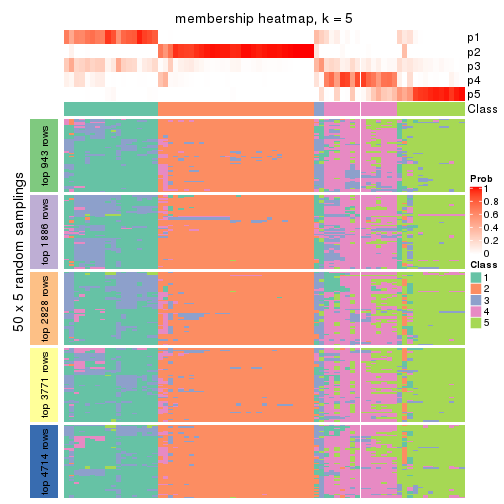 membership heatmap, k = 5
p1
p2
p3
p4
p5
Class
50 x 5 random samplings
top 943 rows
top 1886 rows
top 2828 rows
top 3771 rows
top 4714 rows
Prob
1
0.8
0.6
0.4
0.2
0
Class
1
2
3
4
5